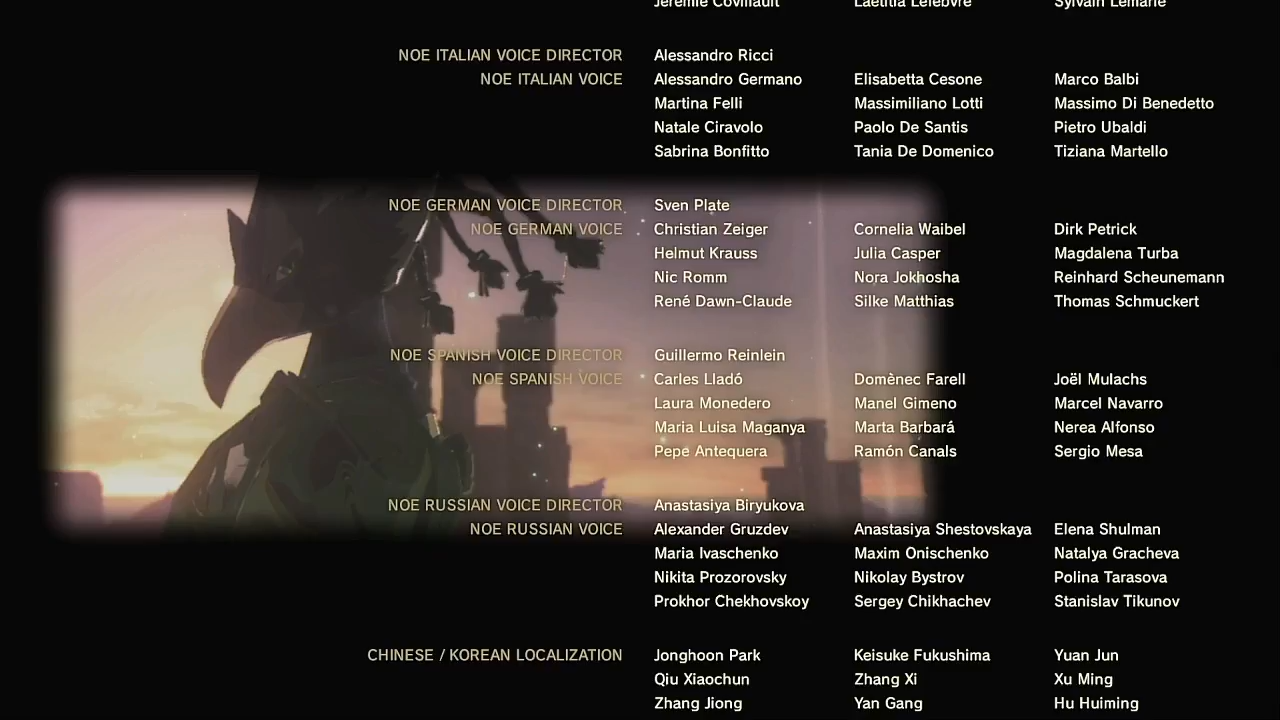 Jérémie Covillault Laëtitia Lefebvre Sylvain Lemarié
NOE ITALIAN VOICE DIRECTOR Alessandro Ricci
NOE ITALIAN VOICE Alessandro Germano Elisabetta Cesone Marco Balbi
Martina Felli Massimiliano Lotti Massimo Di Benedetto
Natale Ciravolo Paolo De Santis Pietro Ubaldi
Sabrina Bonfitto Tania De Domenico Tiziana Martello
NOE GERMAN VOICE DIRECTOR Sven Plate
NOE GERMAN VOICE Christian Zeiger Cornelia Waibel Dirk Petrick
Helmut Krauss Julia Casper Magdalena Turba
Nic Romm Nora Jokhosha Reinhard Scheunemann
René Dawn-Claude Silke Matthias Thomas Schmuckert
NOE SPANISH VOICE DIRECTOR Guillermo Reinlein
NOE SPANISH VOICE Carles Lladó Domènec Farell Joël Mulachs
Laura Monedero Manel Gimeno Marcel Navarro
Maria Luisa Maganya Marta Barbará Nerea Alfonso
Pepe Antequera Ramón Canals Sergio Mesa
NOE RUSSIAN VOICE DIRECTOR Anastasiya Biryukova
NOE RUSSIAN VOICE Alexander Gruzdev Anastasiya Shestovskaya Elena Shulman
Maria Ivaschenko Maxim Onischenko Natalya Gracheva
Nikita Prozorovsky Nikolay Bystrov Polina Tarasova
Prokhor Chekhovskoy Sergey Chikhachev Stanislav Tikunov
CHINESE / KOREAN LOCALIZATION Jonghoon Park Keisuke Fukushima Yuan Jun
Qiu Xiaochun Zhang Xi Xu Ming
Zhang Jiong Yan Gang Hu Huiming